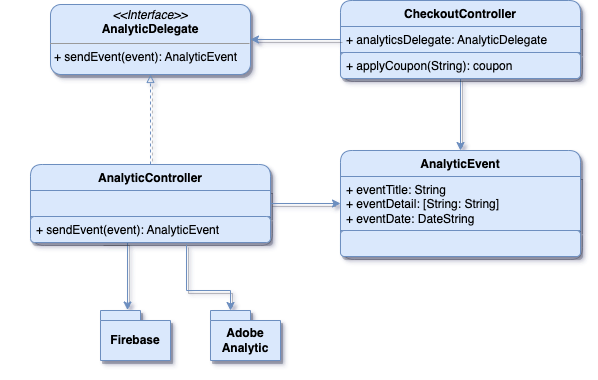 <<Interface>>
AnalyticDelegate
+ sendEvent(event): AnalyticEvent
CheckoutController
+ analyticsDelegate: AnalyticDelegate
+ applyCoupon(String): coupon
AnalyticController
+ sendEvent(event): AnalyticEvent
AnalyticEvent
+ eventTitle: String
+ eventDetail: [String: String]
+ eventDate: DateString
Firebase
Adobe
Analytic